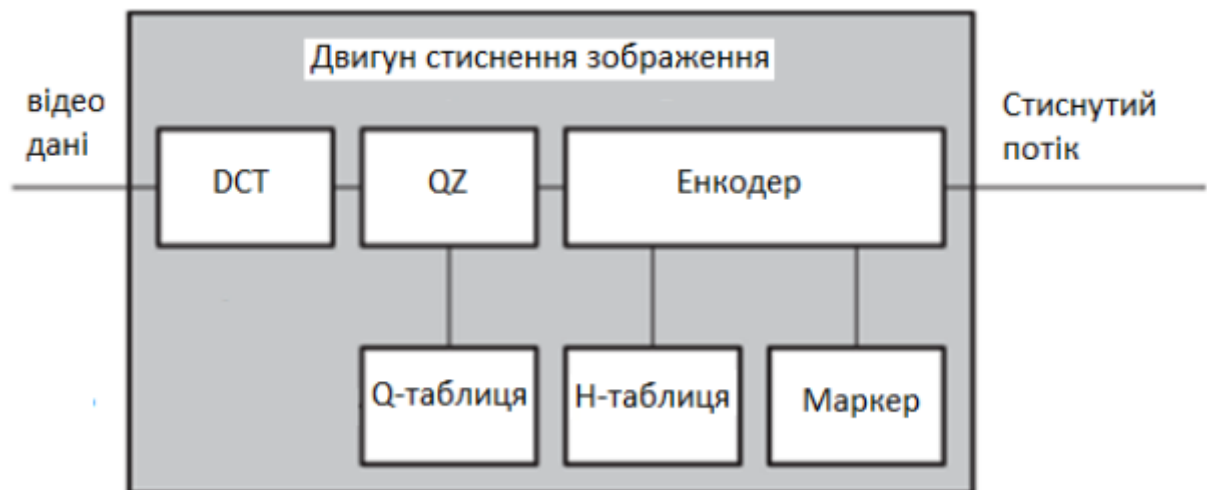 Двигун стиснення зображення
відео
дані
Стиснутий
потік
DCT
QZ
Енкодер
Q-таблиця
Н-таблиця
Маркер